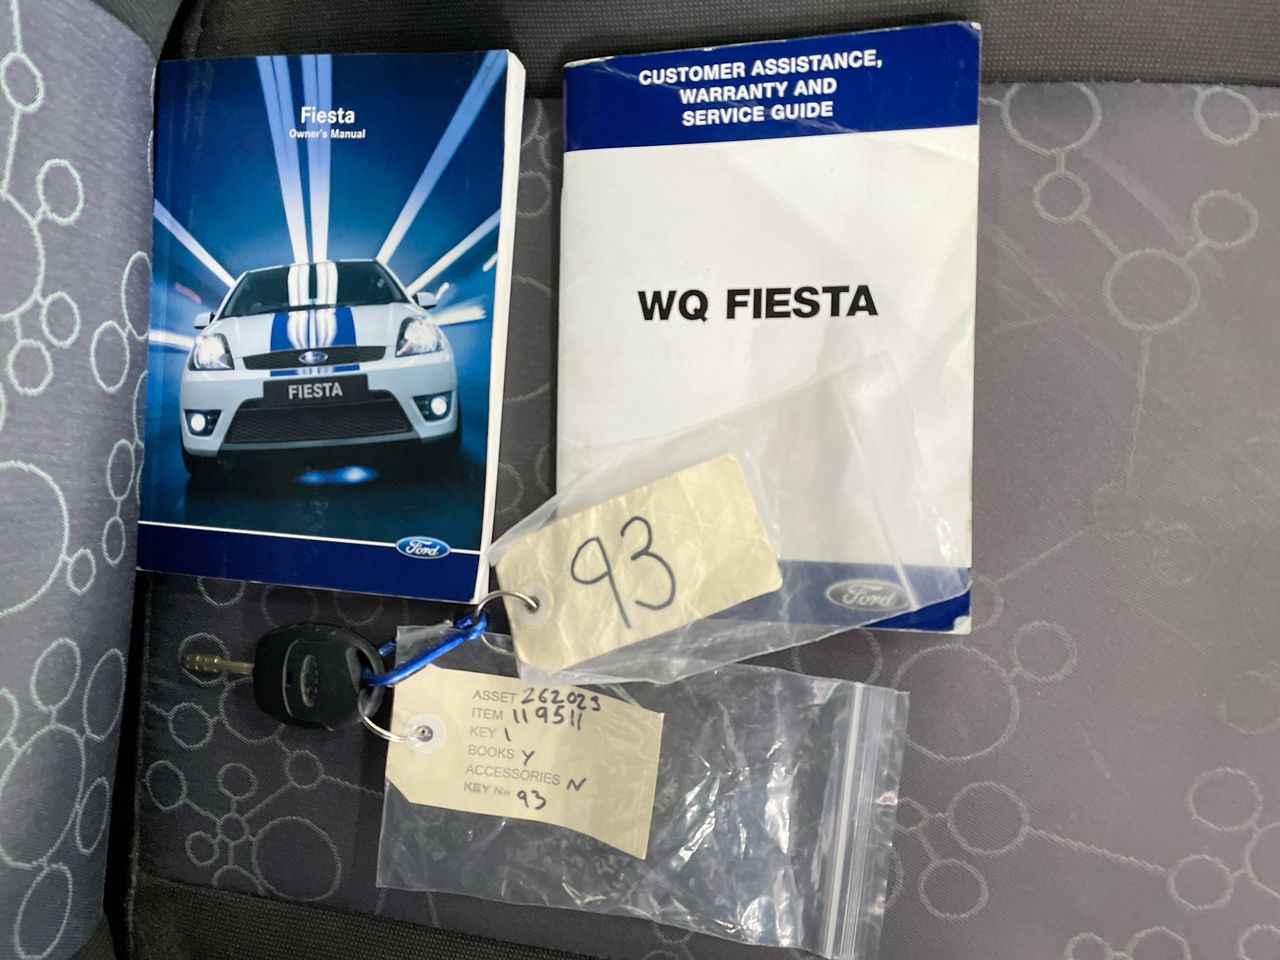 Fiesta
Owner's Manual
FIESTA
Ford
CUSTOMER ASSISTANCE,
WARRANTY AND
SERVICE GUIDE
WQ FIESTA
Ford
93
ASSET 262023
ITEM 119511
KEY 1
BOOKS Y
ACCESSORIES N
KEY No 93